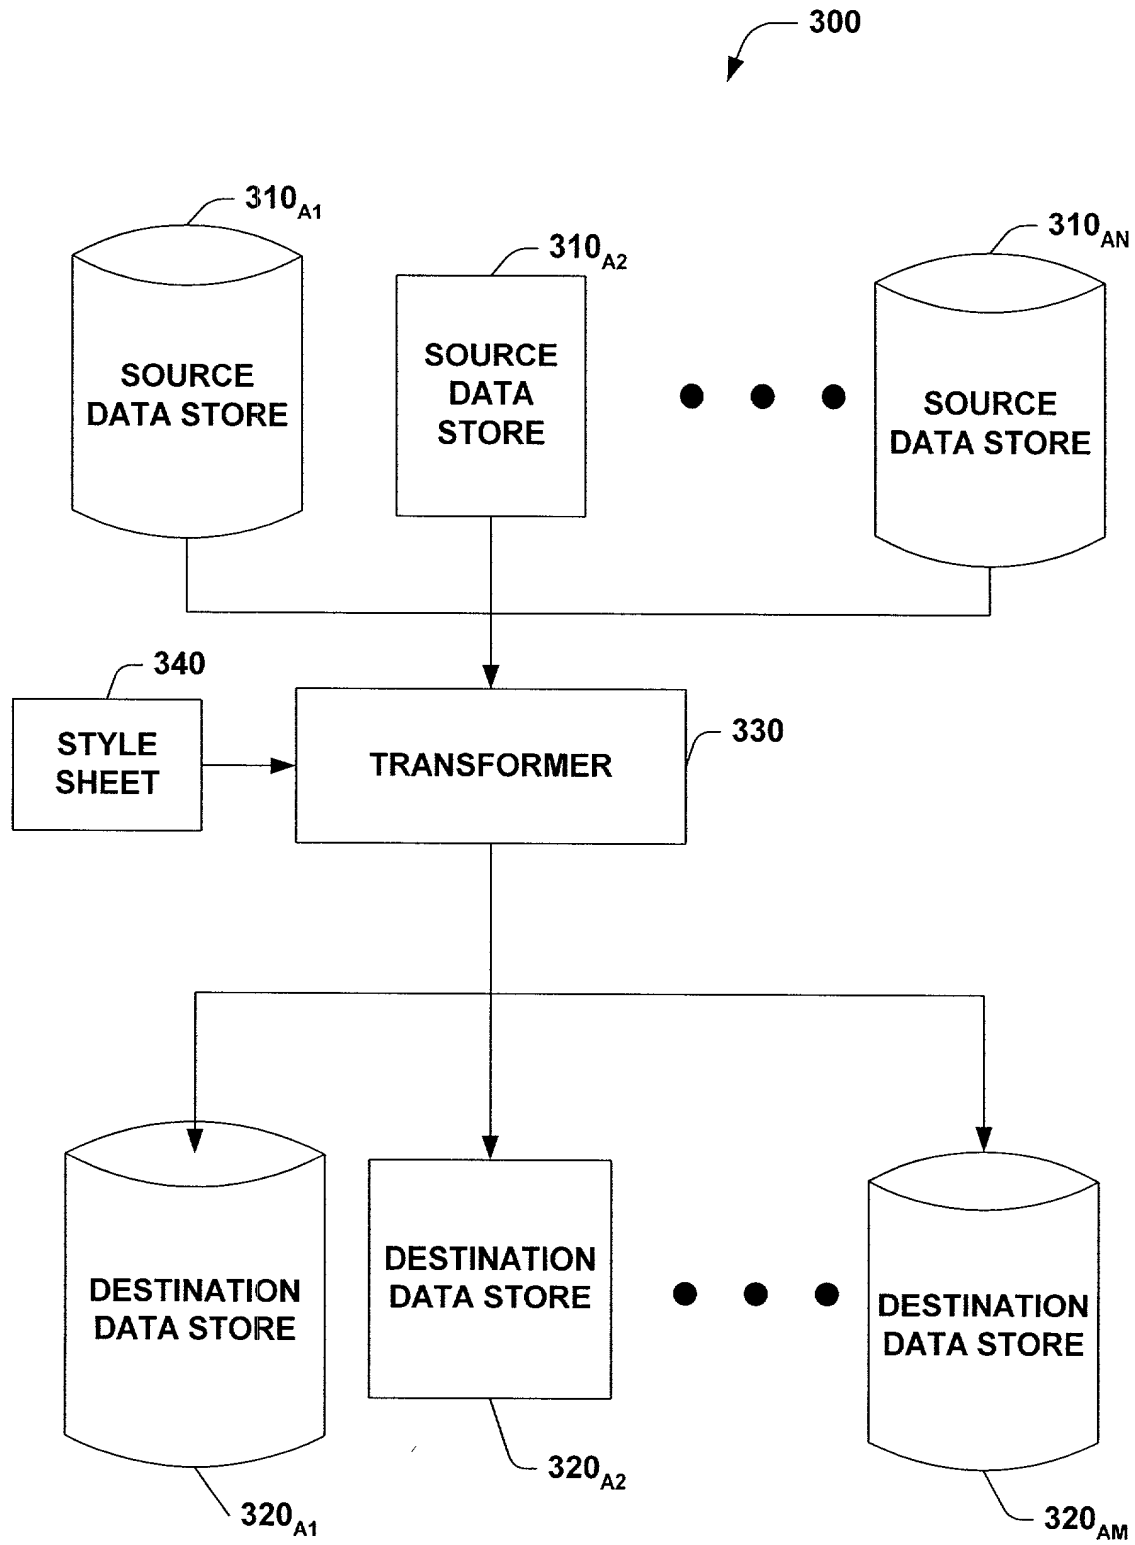 300
310A1
310A2
310AN
SOURCE
DATA STORE
SOURCE
DATA
STORE
SOURCE
DATA STORE
340
STYLE
SHEET
TRANSFORMER
330
DESTINATION
DATA STORE
DESTINATION
DATA STORE
DESTINATION
DATA STORE
320A1
320A2
320AM